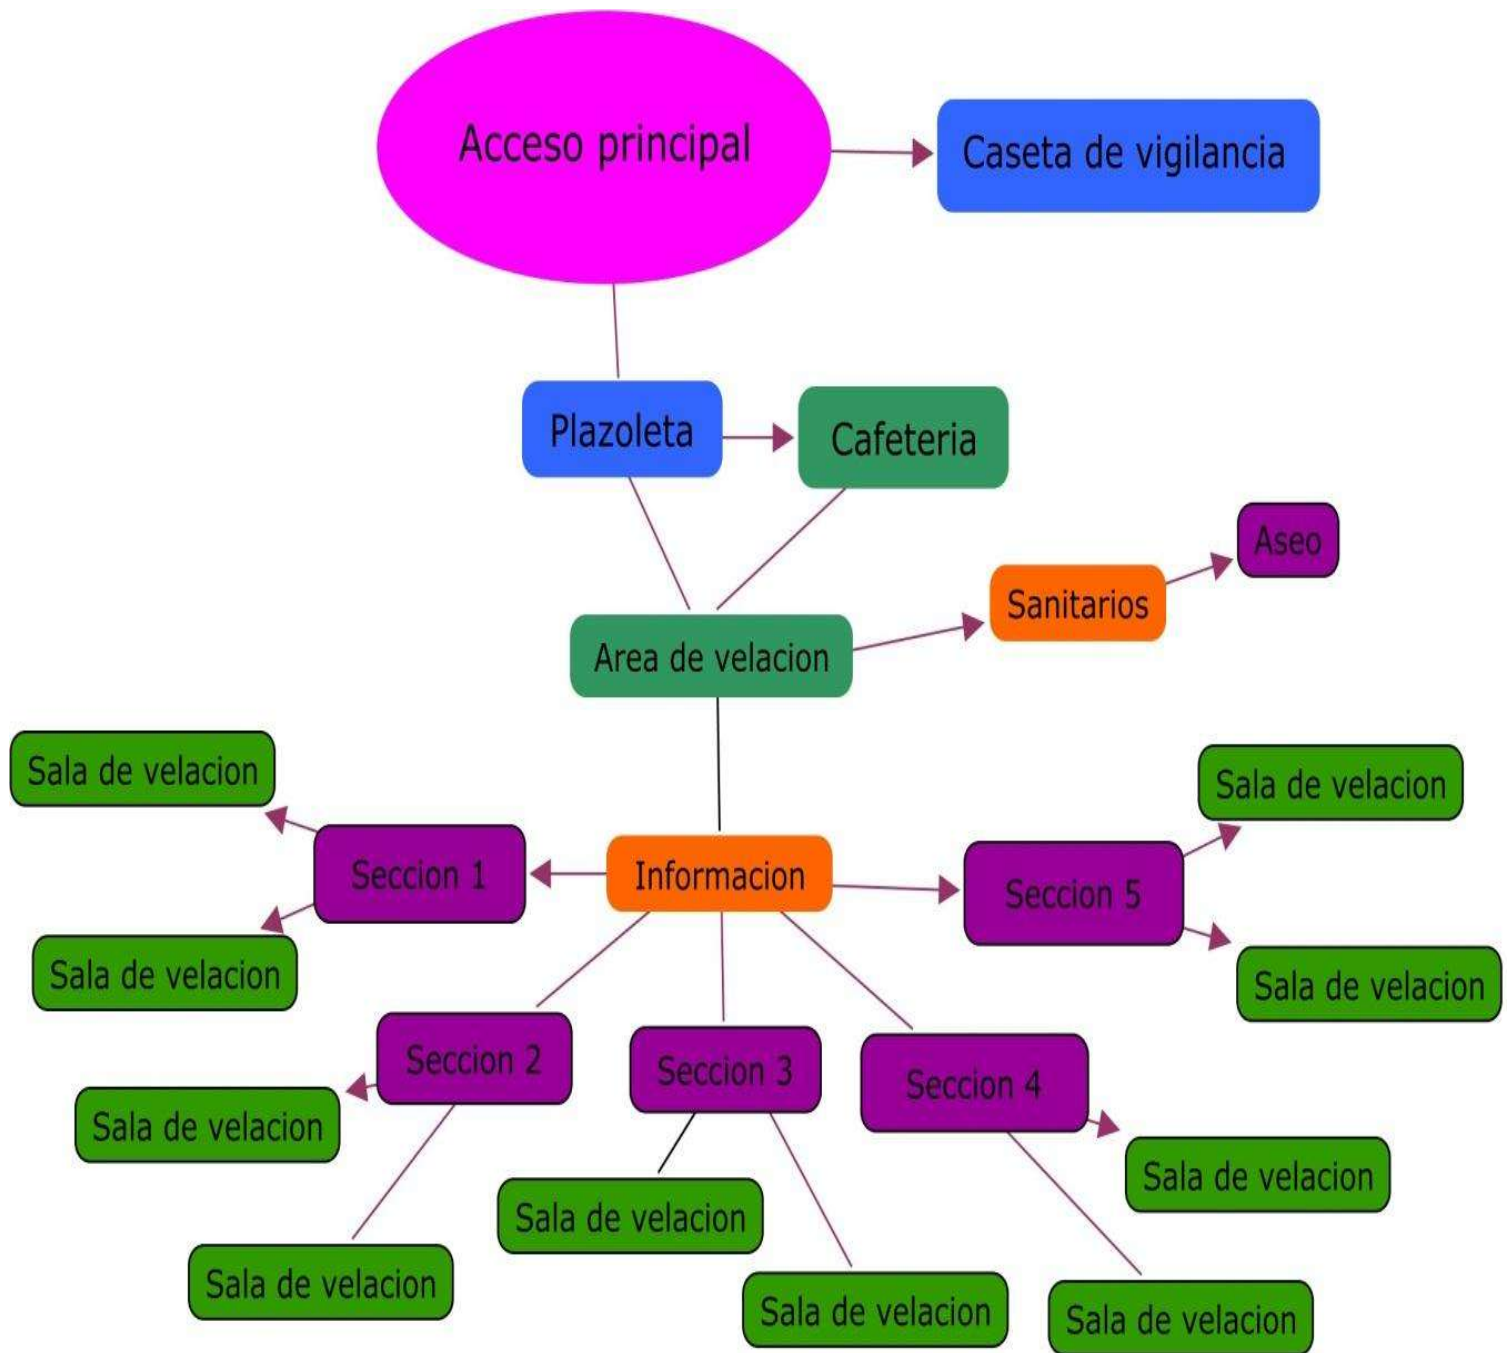 Acceso principal
Caseta de vigilancia
Plazoleta
Cafeteria
Aseo
Sanitarios
Area de velacion
Sala de velacion
Sala de velacion
Seccion 1
Informacion
Seccion 5
Sala de velacion
Sala de velacion
Seccion 2
Seccion 3
Seccion 4
Sala de velacion
Sala de velacion
Sala de velacion
Sala de velacion
Sala de velacion
Sala de velacion